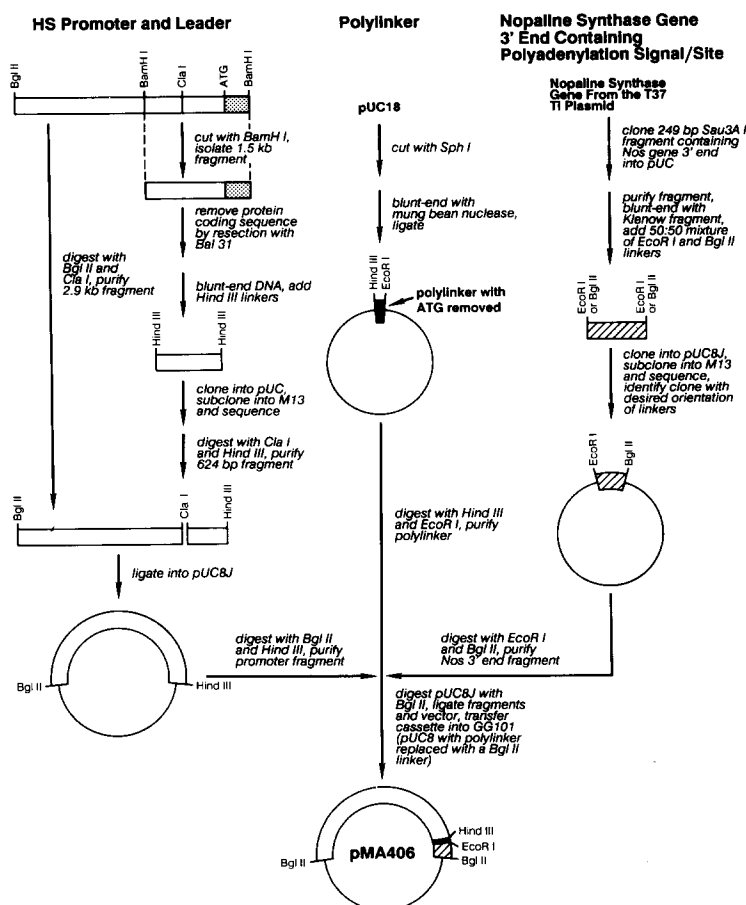 HS Promoter and Leader
Bgl II
BamH I
Cla I
ATG
BamH I
cut with BamH I,
isolate 1.5 kb
fragment
remove protein
coding sequence
by resection with
Bal 31
digest with
Bgl II and
Cla I, purify
2.9 kb fragment
blunt-end DNA, add
Hind III linkers
Hind III
Hind III
clone into pUC,
subclone into M13
and sequence
digest with Cla I
and Hind III, purify
624 bp fragment
Bgl II
Cla I
Hind III
ligate into pUC8J
Bgl II
Hind III
digest with Bgl II
and Hind III, purify
promoter fragment
Polylinker
pUC18
cut with Sph I
blunt-end with
mung bean nuclease,
ligate
Hind III
EcoR I
polylinker with
ATG removed
digest with Hind III
and EcoR I, purify
polylinker
Nopaline Synthase Gene
3' End Containing
Polyadenylation Signal/Site
Nopaline Synthase
Gene From the T37
Ti Plasmid
clone 249 bp Sau3A I
fragment containing
Nos gene 3' end
into pUC
purify fragment,
blunt-end with
Klenow fragment,
add 50:50 mixture
of EcoR I and Bgl II
linkers
EcoR I
or Bgl II
EcoR I
or Bgl II
clone into pUC8J,
subclone into M13
and sequence,
identify clone with
desired orientation
of linkers
EcoR I
Bgl II
digest with EcoR I
and Bgl II, purify
Nos 3' end fragment
digest pUC8J with
Bgl II, ligate fragments
and vector, transfer
cassette into GG101
(pUC8 with polylinker
replaced with a Bgl II
linker)
pMA406
Bgl II
Hind III
EcoR I
Bgl II